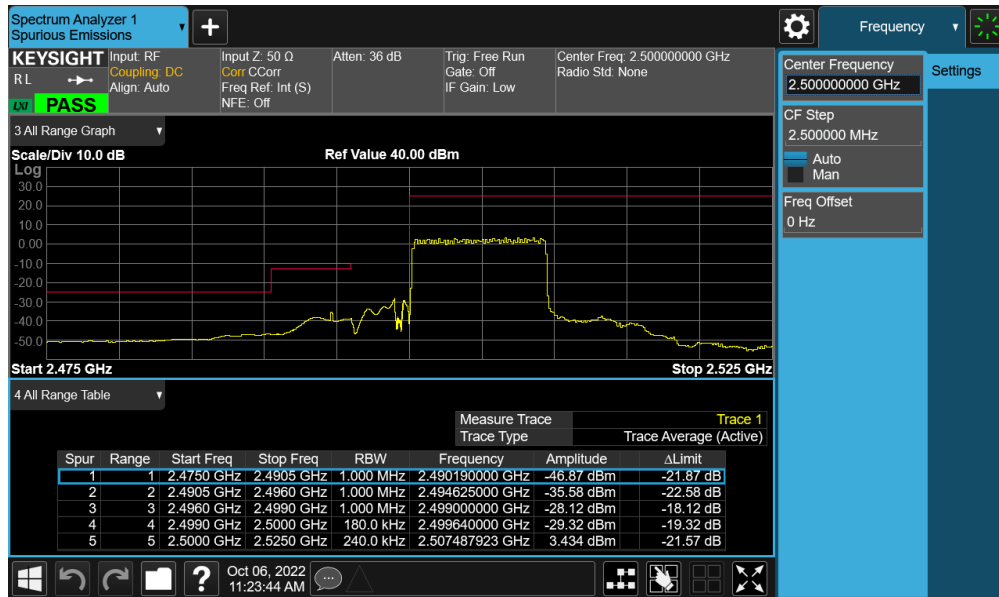 Spectrum Analyzer 1
Spurious Emissions
+
Frequency
KEYSIGHT
R L
LXI
PASS
Input: RF
Coupling: DC
Align: Auto
Input Z: 50 Ω
Corr CCorr
Freq Ref: Int (S)
NFE: Off
Atten: 36 dB
Trig: Free Run
Gate: Off
IF Gain: Low
Center Freq: 2.500000000 GHz
Radio Std: None
Center Frequency
2.500000000 GHz
Settings
CF Step
2.500000 MHz
Auto
Man
Freq Offset
0 Hz
3 All Range Graph
Scale/Div 10.0 dB
Ref Value 40.00 dBm
Log
30.0
20.0
10.0
0.00
-10.0
-20.0
-30.0
-40.0
-50.0
Start 2.475 GHz
Stop 2.525 GHz
4 All Range Table
Measure Trace Trace 1
Trace Type Trace Average (Active)
Spur Range Start Freq Stop Freq RBW Frequency Amplitude ΔLimit
1 1 2.4750 GHz 2.4905 GHz 1.000 MHz 2.490190000 GHz -46.87 dBm -21.87 dB
2 2 2.4905 GHz 2.4960 GHz 1.000 MHz 2.494625000 GHz -35.58 dBm -22.58 dB
3 3 2.4960 GHz 2.4990 GHz 1.000 MHz 2.499000000 GHz -28.12 dBm -18.12 dB
4 4 2.4990 GHz 2.5000 GHz 180.0 kHz 2.499640000 GHz -29.32 dBm -19.32 dB
5 5 2.5000 GHz 2.5250 GHz 240.0 kHz 2.507487923 GHz 3.434 dBm -21.57 dB
?
Oct 06, 2022
11:23:44 AM